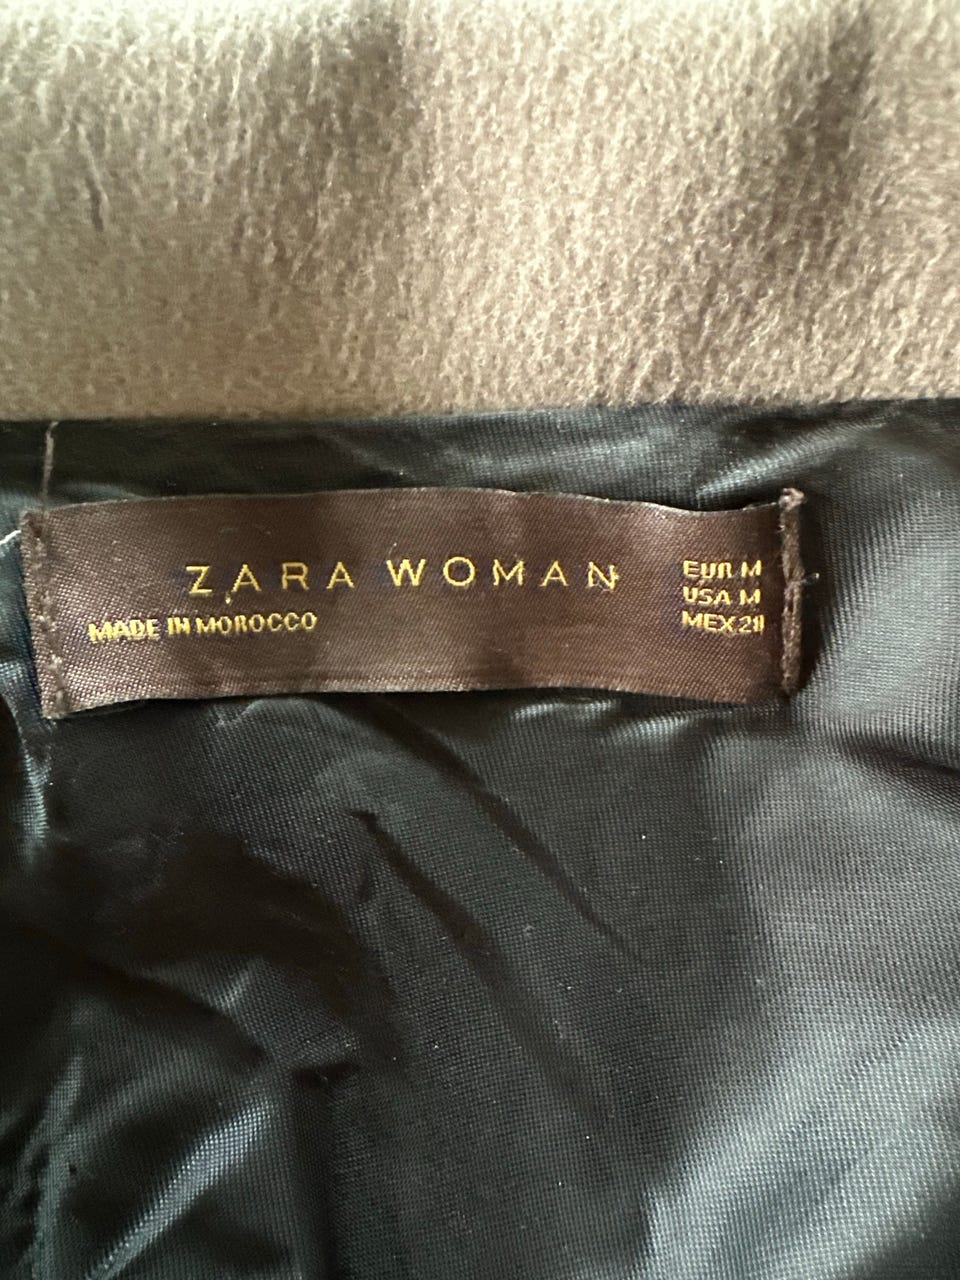 ZARA WOMAN
MADE IN MOROCCO
EUR M
USA M
MEX 28